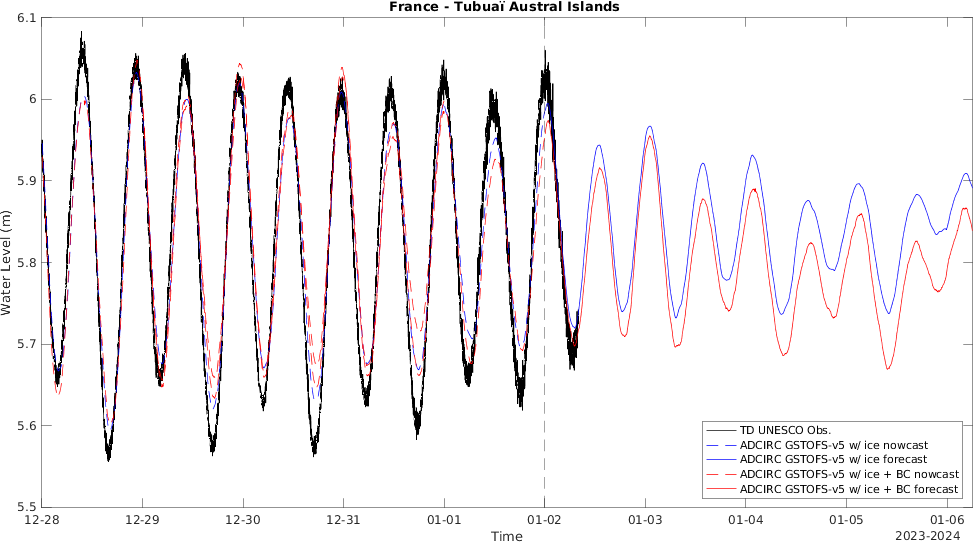 France - Tubuaï Austral Islands
Water Level (m)
6.1
6
5.9
5.8
5.7
5.6
5.5
TD UNESCO Obs.
ADCIRC GSTOFS-v5 w/ ice nowcast
ADCIRC GSTOFS-v5 w/ ice forecast
ADCIRC GSTOFS-v5 w/ ice + BC nowcast
ADCIRC GSTOFS-v5 w/ ice + BC forecast
12-28 12-29 12-30 12-31 01-01 01-02 01-03 01-04 01-05 01-06
Time
2023-2024